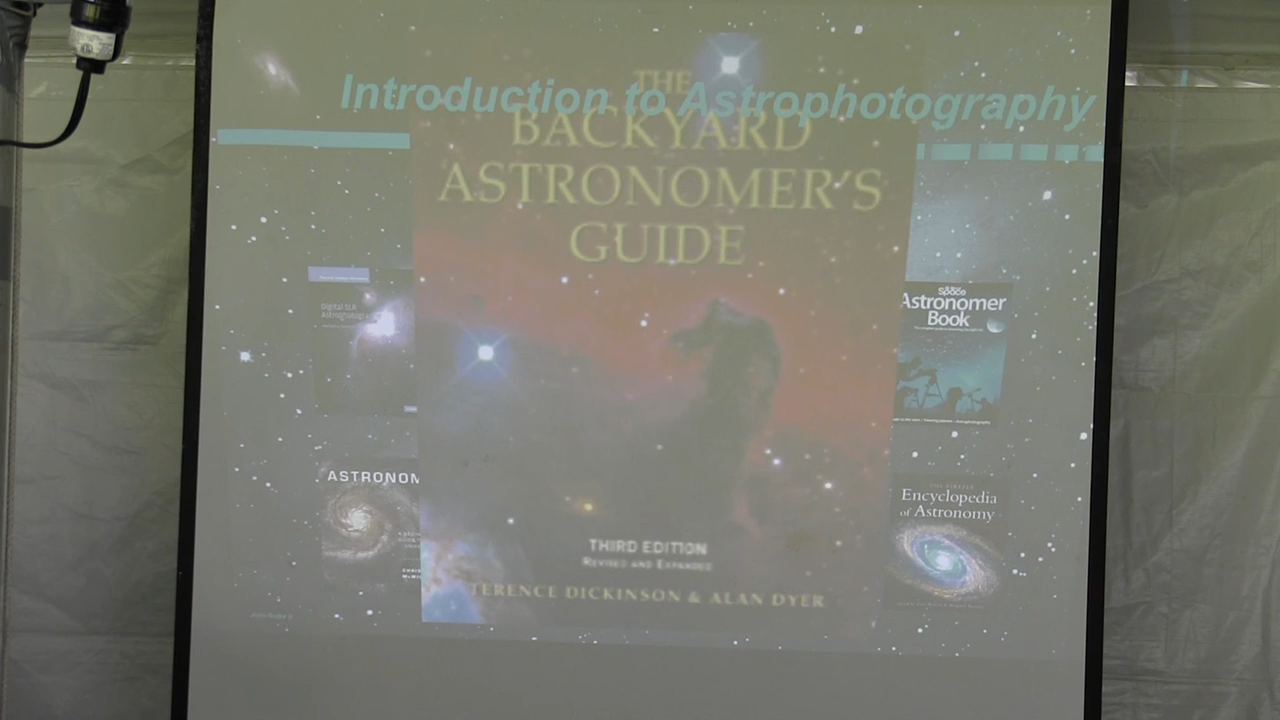 Introduction to Astrophotography
THE
BACKYARD
ASTRONOMER'S
GUIDE
THIRD EDITION
REVISED AND EXPANDED
TERENCE DICKINSON & ALAN DYER
Digital SLR
ASTRONOM
Space
Astronomer
Book
Encyclopedia
of Astronomy